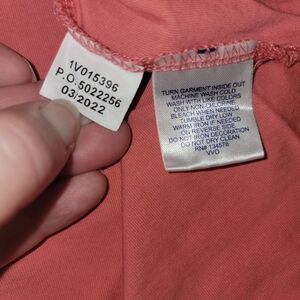 1V015396
P.O.5022256
03/2022
TURN GARMENT INSIDE OUT
MACHINE WASH COLD
WASH WITH LIKE COLORS
ONLY NON-CHLORINE
BLEACH WHEN NEEDED
TUMBLE DRY LOW
WARM IRON IF NEEDED
ON REVERSE SIDE
DO NOT IRON DECORATION
DO NOT DRY CLEAN
RN# 134578
VVG